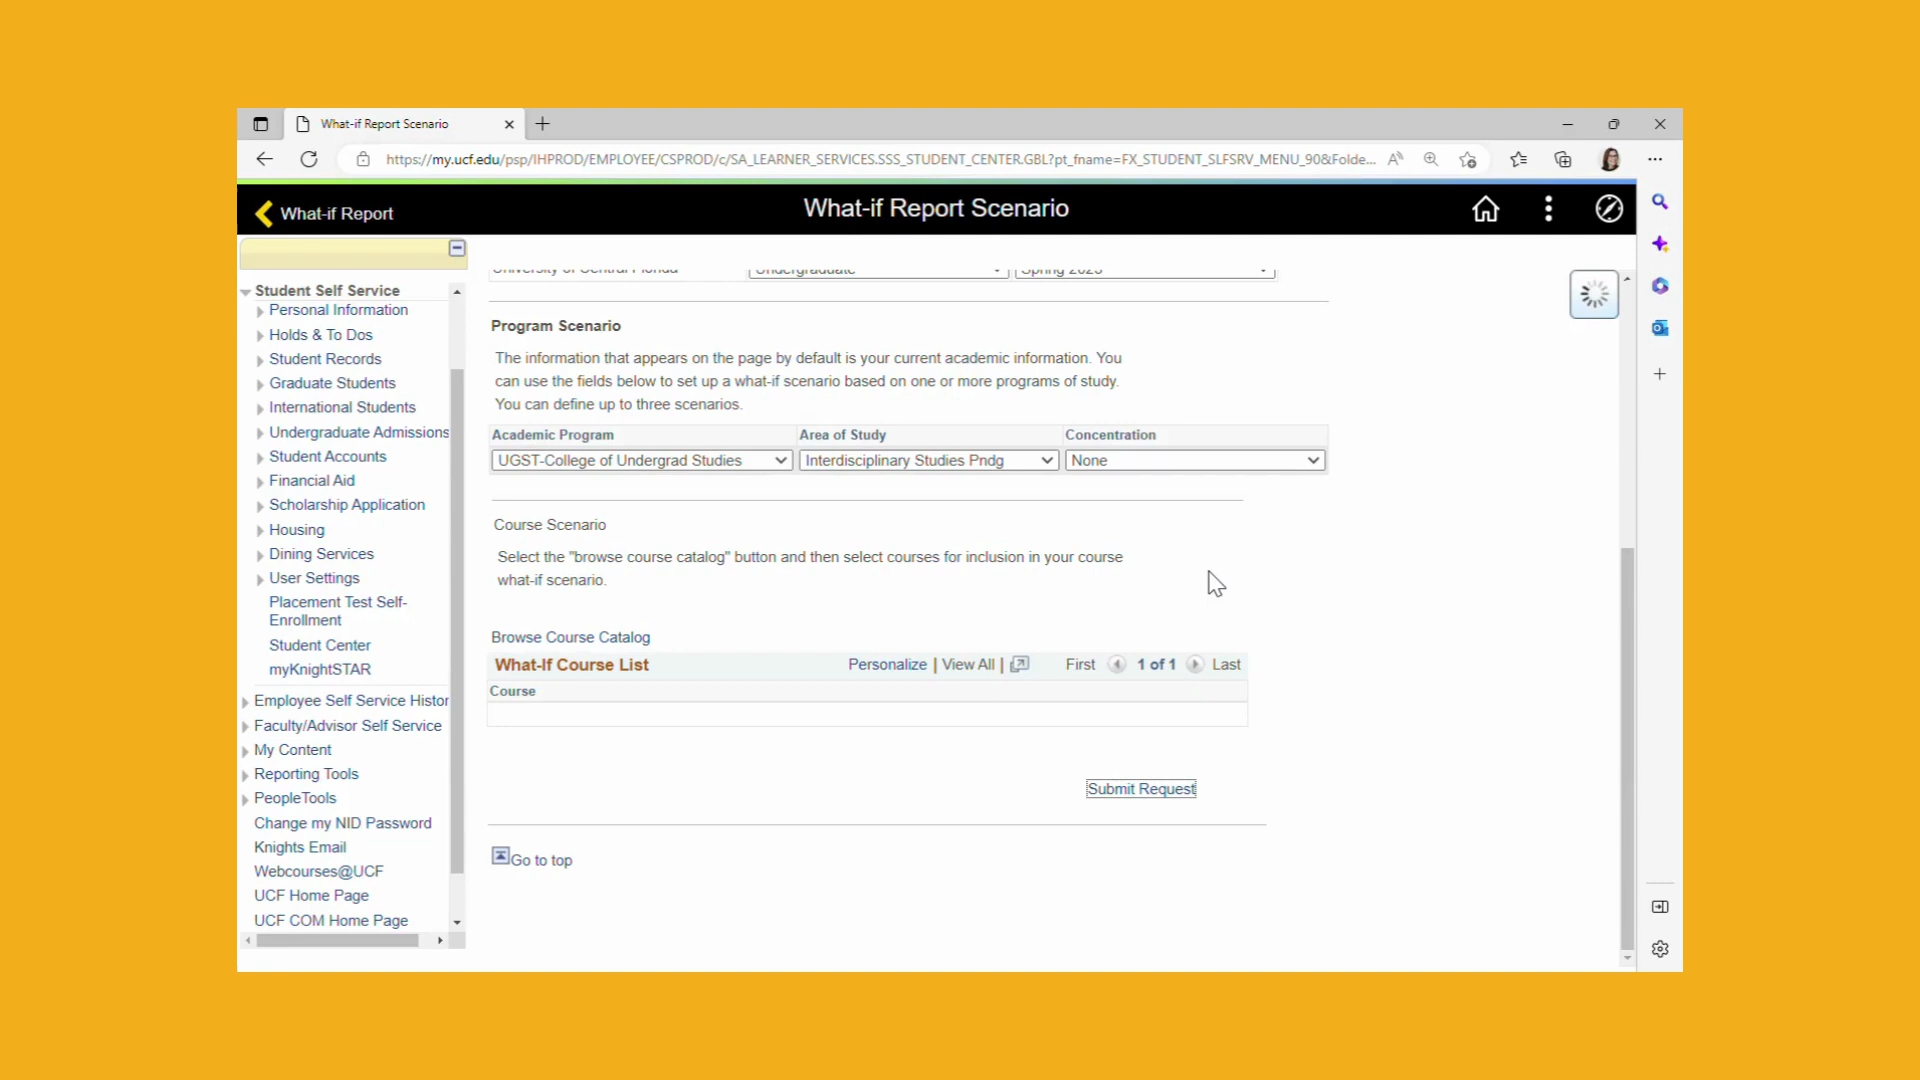 What-if Report Scenario
https://my.ucf.edu/psp/IHPROD/EMPLOYEE/CSPROD/c/SA_LEARNER_SERVICES.SSS_STUDENT_CENTER.GBL?pt_fname=FX_STUDENT_SLFSRV_MENU_90&Folde...
What-if Report
What-if Report Scenario
Student Self Service
Personal Information
Holds & To Dos
Student Records
Graduate Students
International Students
Undergraduate Admissions
Student Accounts
Financial Aid
Scholarship Application
Housing
Dining Services
User Settings
Placement Test Self-
Enrollment
Student Center
myKnightSTAR
Employee Self Service Histor
Faculty/Advisor Self Service
My Content
Reporting Tools
PeopleTools
Change my NID Password
Knights Email
Webcourses@UCF
UCF Home Page
UCF COM Home Page
University of Central Florida Undergraduate Spring 2023
Program Scenario
The information that appears on the page by default is your current academic information. You
can use the fields below to set up a what-if scenario based on one or more programs of study.
You can define up to three scenarios.
Academic Program Area of Study Concentration
UGST-College of Undergrad Studies Interdisciplinary Studies Pndg None
Course Scenario
Select the "browse course catalog" button and then select courses for inclusion in your course
what-if scenario.
Browse Course Catalog
What-If Course List Personalize | View All | First 1 of 1 Last
Course
Submit Request
Go to top